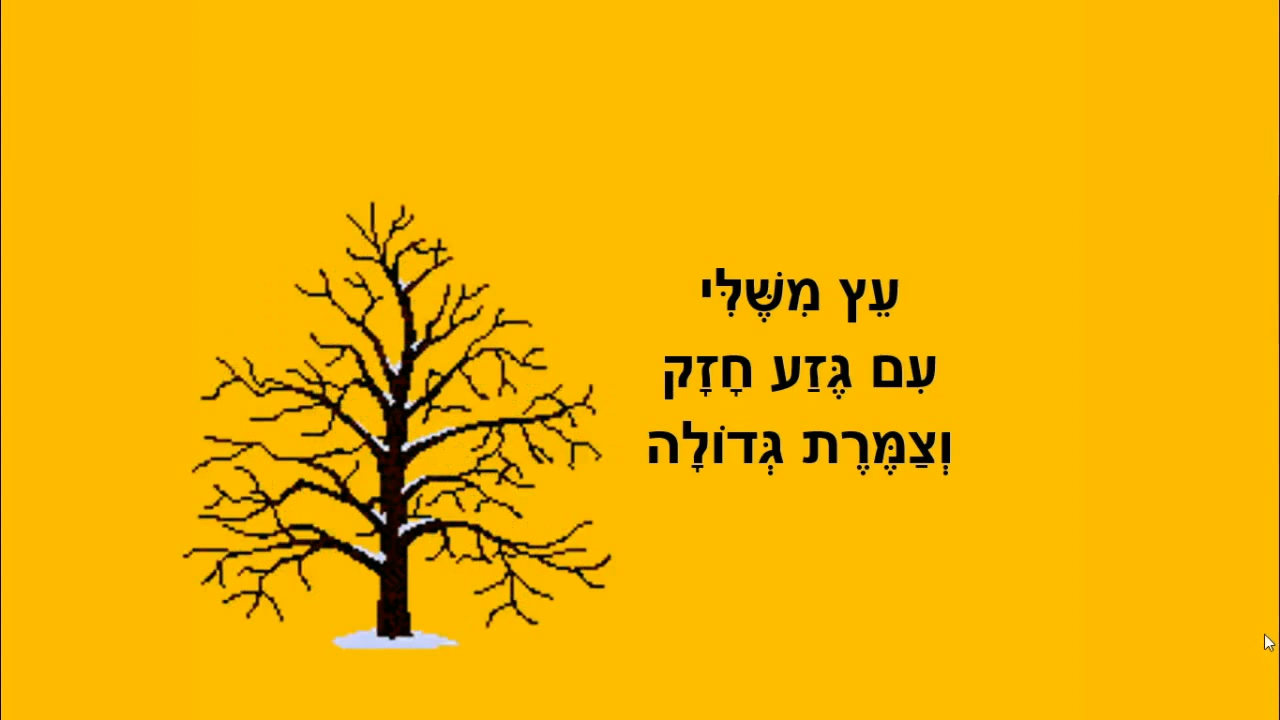 עֵץ מִשֶּׁלִּי
עִם גֶּזַע חָזָק
וְצַמֶּרֶת גְּדוֹלָה